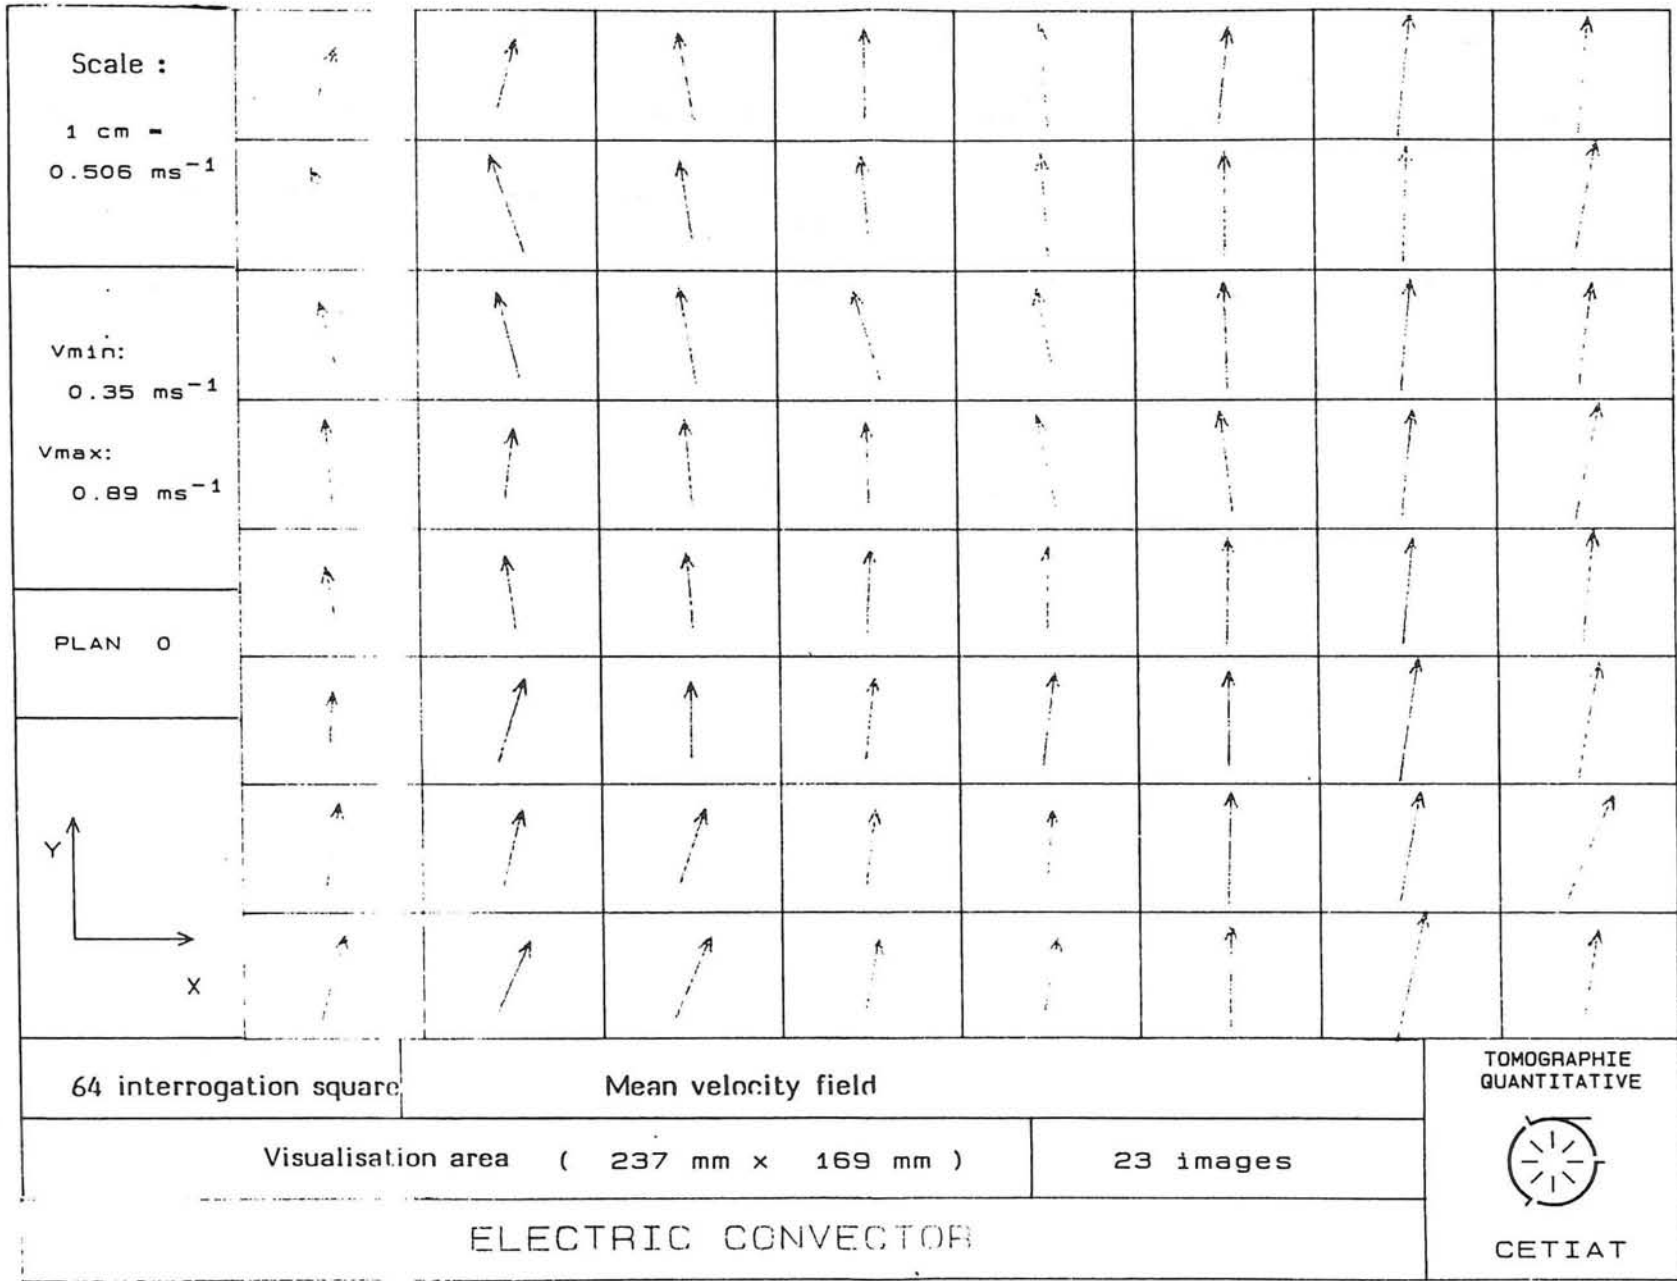 Scale :
1 cm =
0.506 ms⁻¹
Vmin:
0.35 ms⁻¹
Vmax:
0.89 ms⁻¹
PLAN 0
Y
X
64 interrogation square
Mean velocity field
Visualisation area ( 237 mm x 169 mm )
23 images
ELECTRIC CONVECTOR
TOMOGRAPHIE
QUANTITATIVE
CETIAT